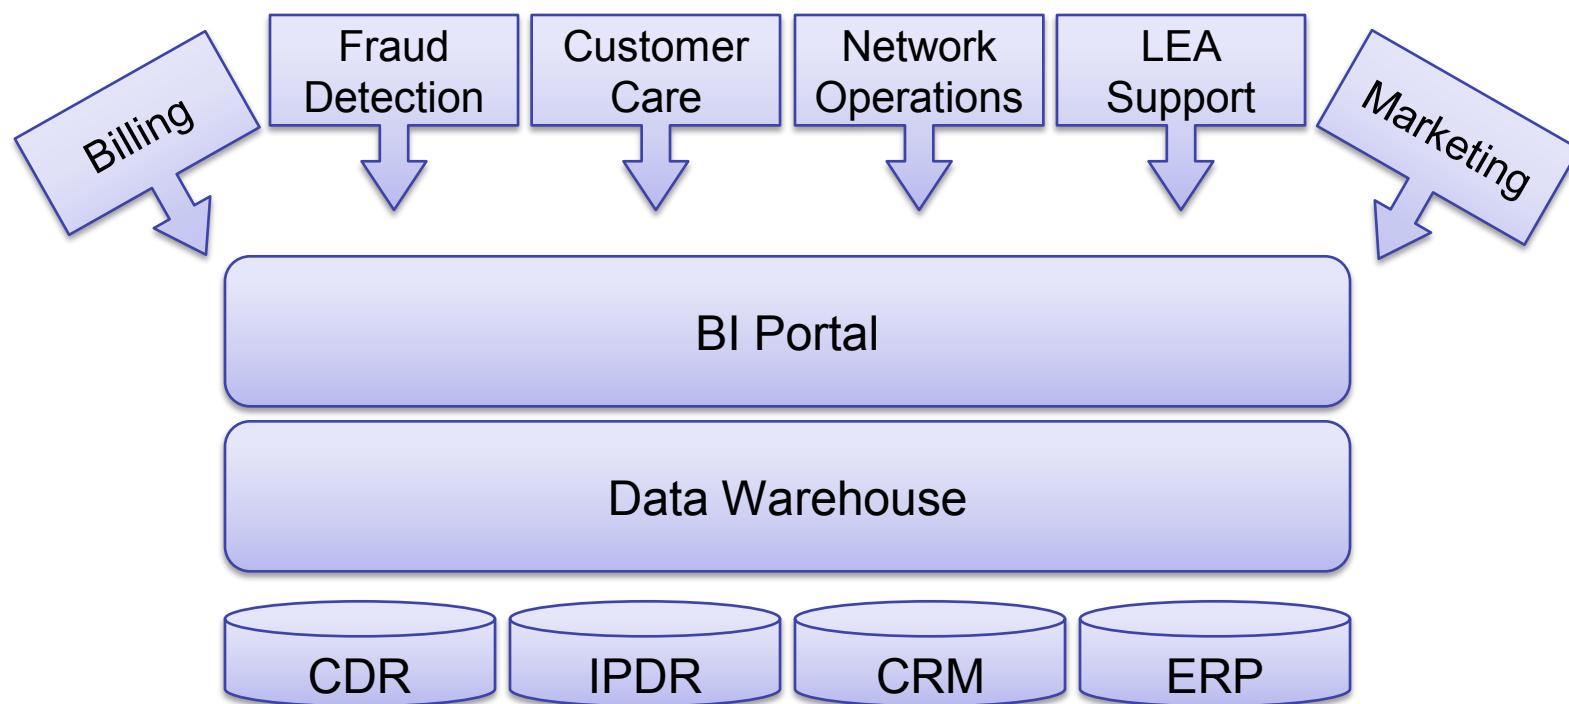 Billing
Fraud
Detection
Customer
Care
Network
Operations
LEA
Support
Marketing
BI Portal
Data Warehouse
CDR
IPDR
CRM
ERP